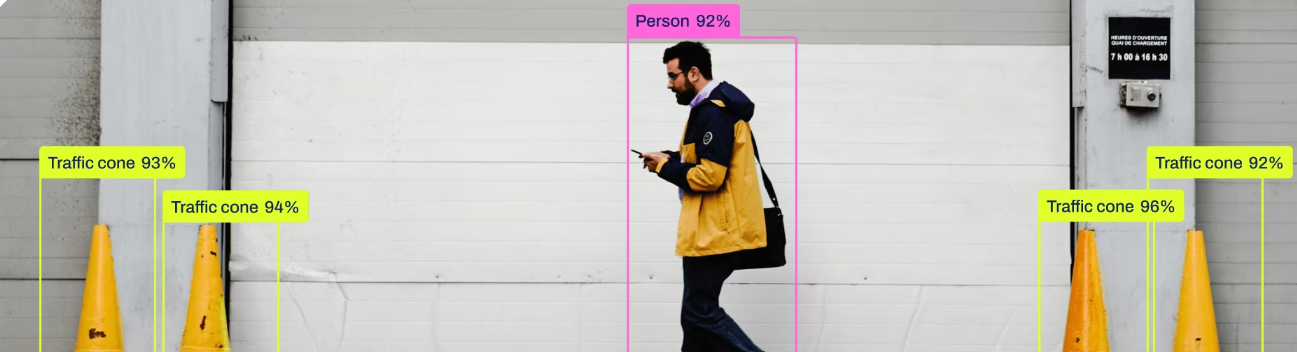 Person 92%
HEURES D'OUVERTURE
QUAI DE CHARGEMENT
7 h 00 à 16 h 30
Traffic cone 93%
Traffic cone 92%
Traffic cone 94%
Traffic cone 96%